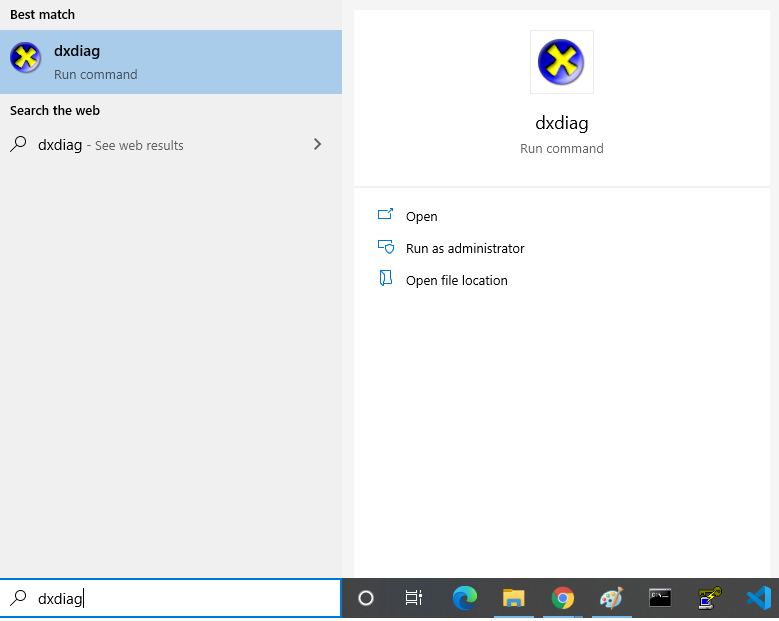 Best match
dxdiag
Run command
Search the web
dxdiag - See web results
dxdiag
Run command
Open
Run as administrator
Open file location
dxdiag